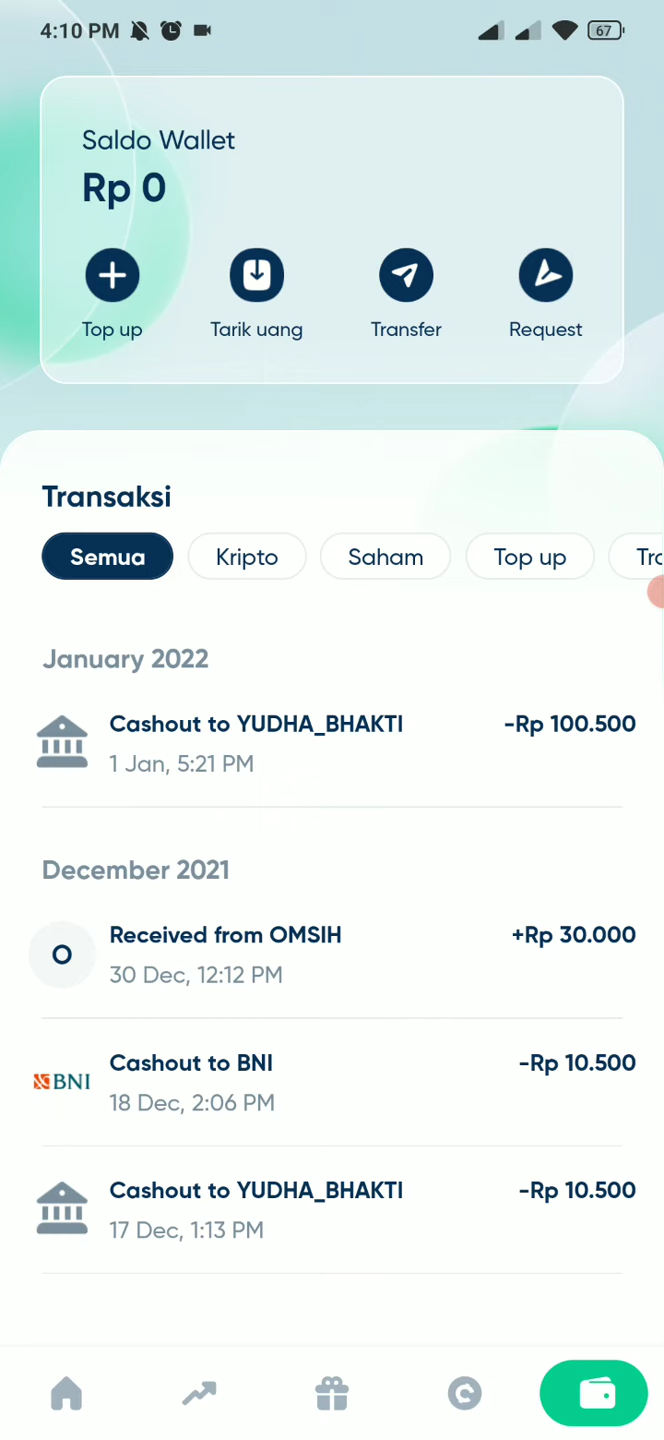 4:10 PM 67
Saldo Wallet
Rp 0
Top up Tarik uang Transfer Request
Transaksi
Semua Kripto Saham Top up
January 2022
Cashout to YUDHA_BHAKTI -Rp 100.500
1 Jan, 5:21 PM
December 2021
O Received from OMSIH +Rp 30.000
30 Dec, 12:12 PM
BNI Cashout to BNI -Rp 10.500
18 Dec, 2:06 PM
Cashout to YUDHA_BHAKTI -Rp 10.500
17 Dec, 1:13 PM